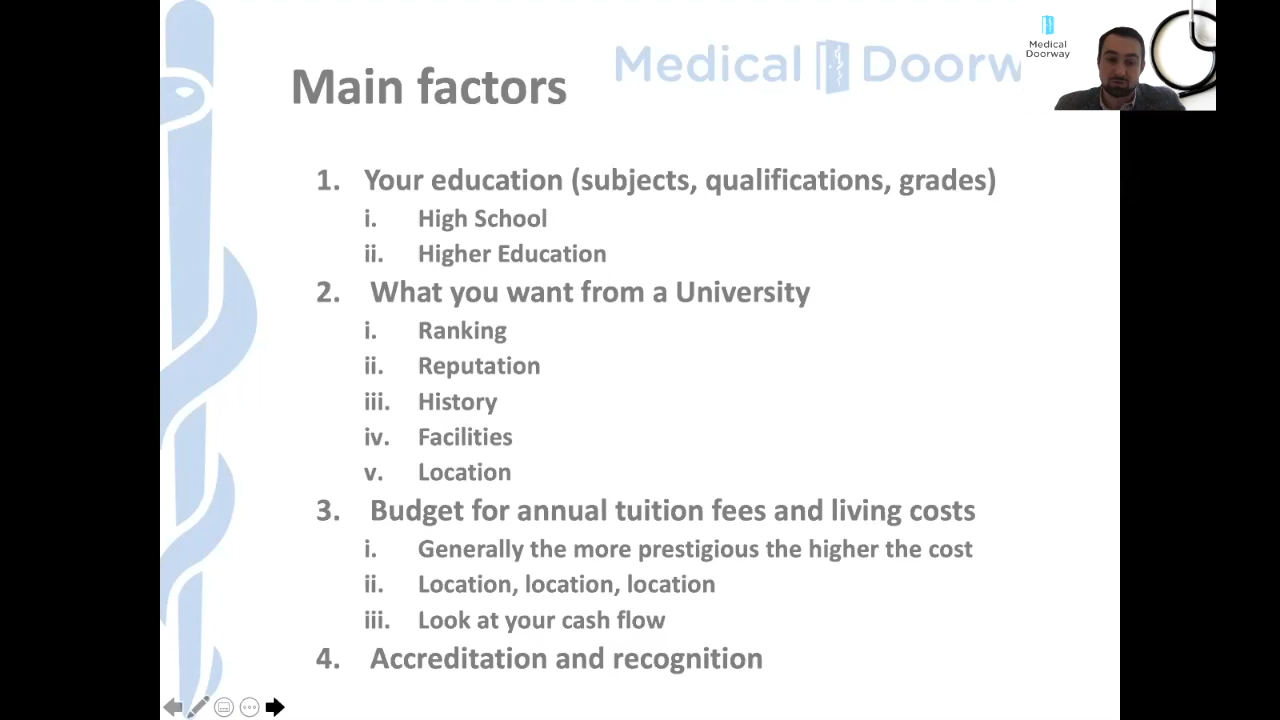 Main factors
Medical Doorw
Medical
Doorway
1. Your education (subjects, qualifications, grades)
i. High School
ii. Higher Education
2. What you want from a University
i. Ranking
ii. Reputation
iii. History
iv. Facilities
v. Location
3. Budget for annual tuition fees and living costs
i. Generally the more prestigious the higher the cost
ii. Location, location, location
iii. Look at your cash flow
4. Accreditation and recognition